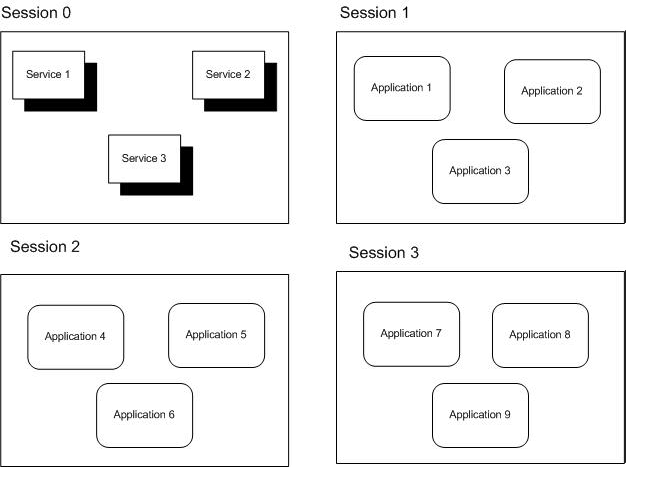 Session 0
Service 1
Service 2
Service 3
Session 1
Application 1
Application 2
Application 3
Session 2
Application 4
Application 5
Application 6
Session 3
Application 7
Application 8
Application 9